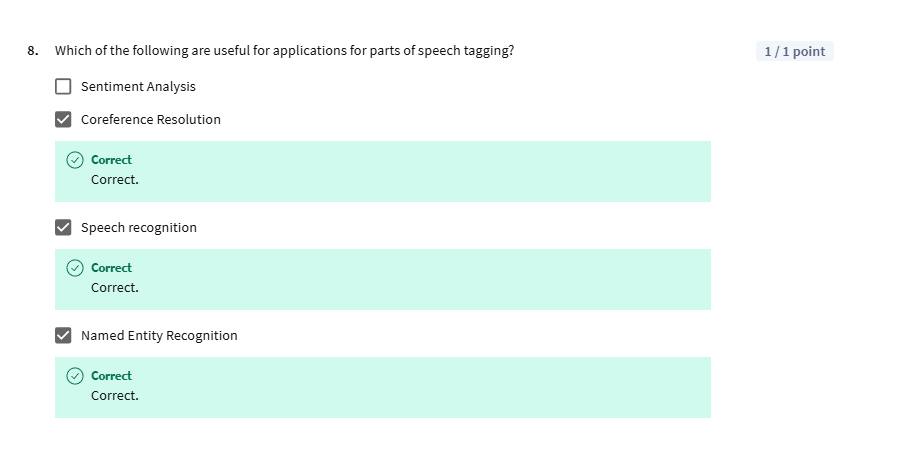 8. Which of the following are useful for applications for parts of speech tagging?
1 / 1 point
Sentiment Analysis
Coreference Resolution
Correct
Correct.
Speech recognition
Correct
Correct.
Named Entity Recognition
Correct
Correct.